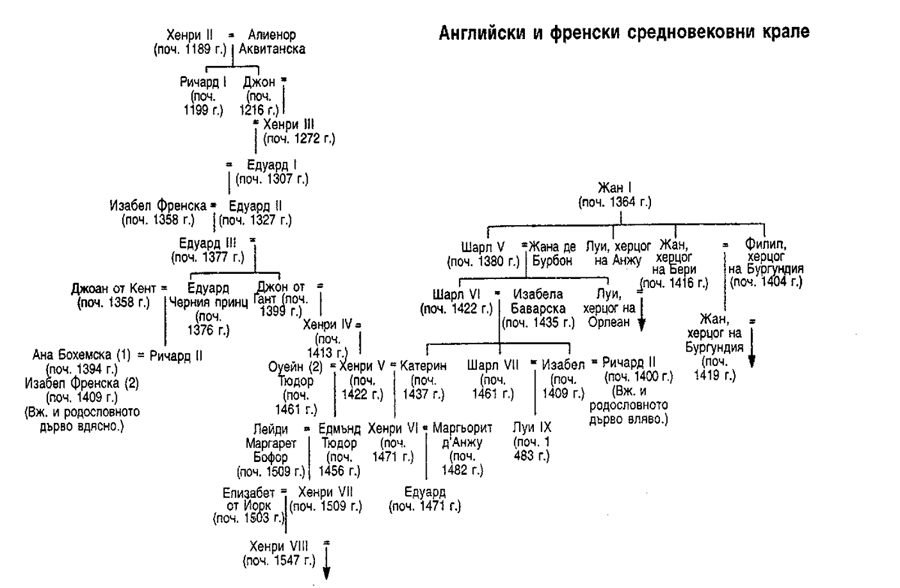 Английски и френски средновековни крале
Хенри II = Алиенор
(поч. 1189 г.) Аквитанска
Ричард I Джон =
(поч. (поч.
1199 г.) 1216 г.)
= Хенри III
(поч. 1272 г.)
= Едуард I
(поч. 1307 г.)
Изабел Френска = Едуард II
(поч. 1358 г.) (поч. 1327 г.)
Едуард III =
(поч. 1377 г.)
Джоан от Кент = Едуард Джон от =
(поч. 1358 г.) Черния принц Гант (поч.
(поч. 1399 г.)
1376 г.)
Хенри IV =
(поч.
1413 г.)
Ана Бохемска (1) = Ричард II
(поч. 1394 г.)
Изабел Френска (2)
(поч. 1409 г.)
(Вж. и родословното
дърво вдясно.)
Жан I
(поч. 1364 г.)
Шарл V = Жана де Луи, херцог Жан, = Филип,
(поч. 1380 г.) Бурбон на Анжу херцог херцог
на Бери на Бургундия
(поч. 1416 г.) (поч. 1404 г.)
Шарл VI = Изабела Луи, =
(поч. 1422 г.) Баварска херцог на
(поч. 1435 г.) Орлеан
Жан, =
херцог на
Бургундия
(поч.
1419 г.)
Оуейн (2) = Хенри V = Катерин Шарл VII = Изабел = Ричард II
Тюдор (поч. (поч. (поч. (поч. (поч. 1400 г.)
(поч. 1422 г.) 1437 г.) 1461 г.) 1409 г.) (Вж. и
1461 г.) родословното
дърво вляво.)
Лейди = Едмънд Хенри VI = Маргьорит Луи IX
Маргарет Тюдор (поч. д'Анжу (поч. 1
Бофор (поч. 1471 г.) (поч. 483 г.)
(поч. 1509 г.) 1456 г.) 1482 г.)
Елизабет = Хенри VII Едуард
от Йорк (поч. 1509 г.) (поч. 1471 г.)
(поч. 1503 г.)
Хенри VIII =
(поч. 1547 г.)